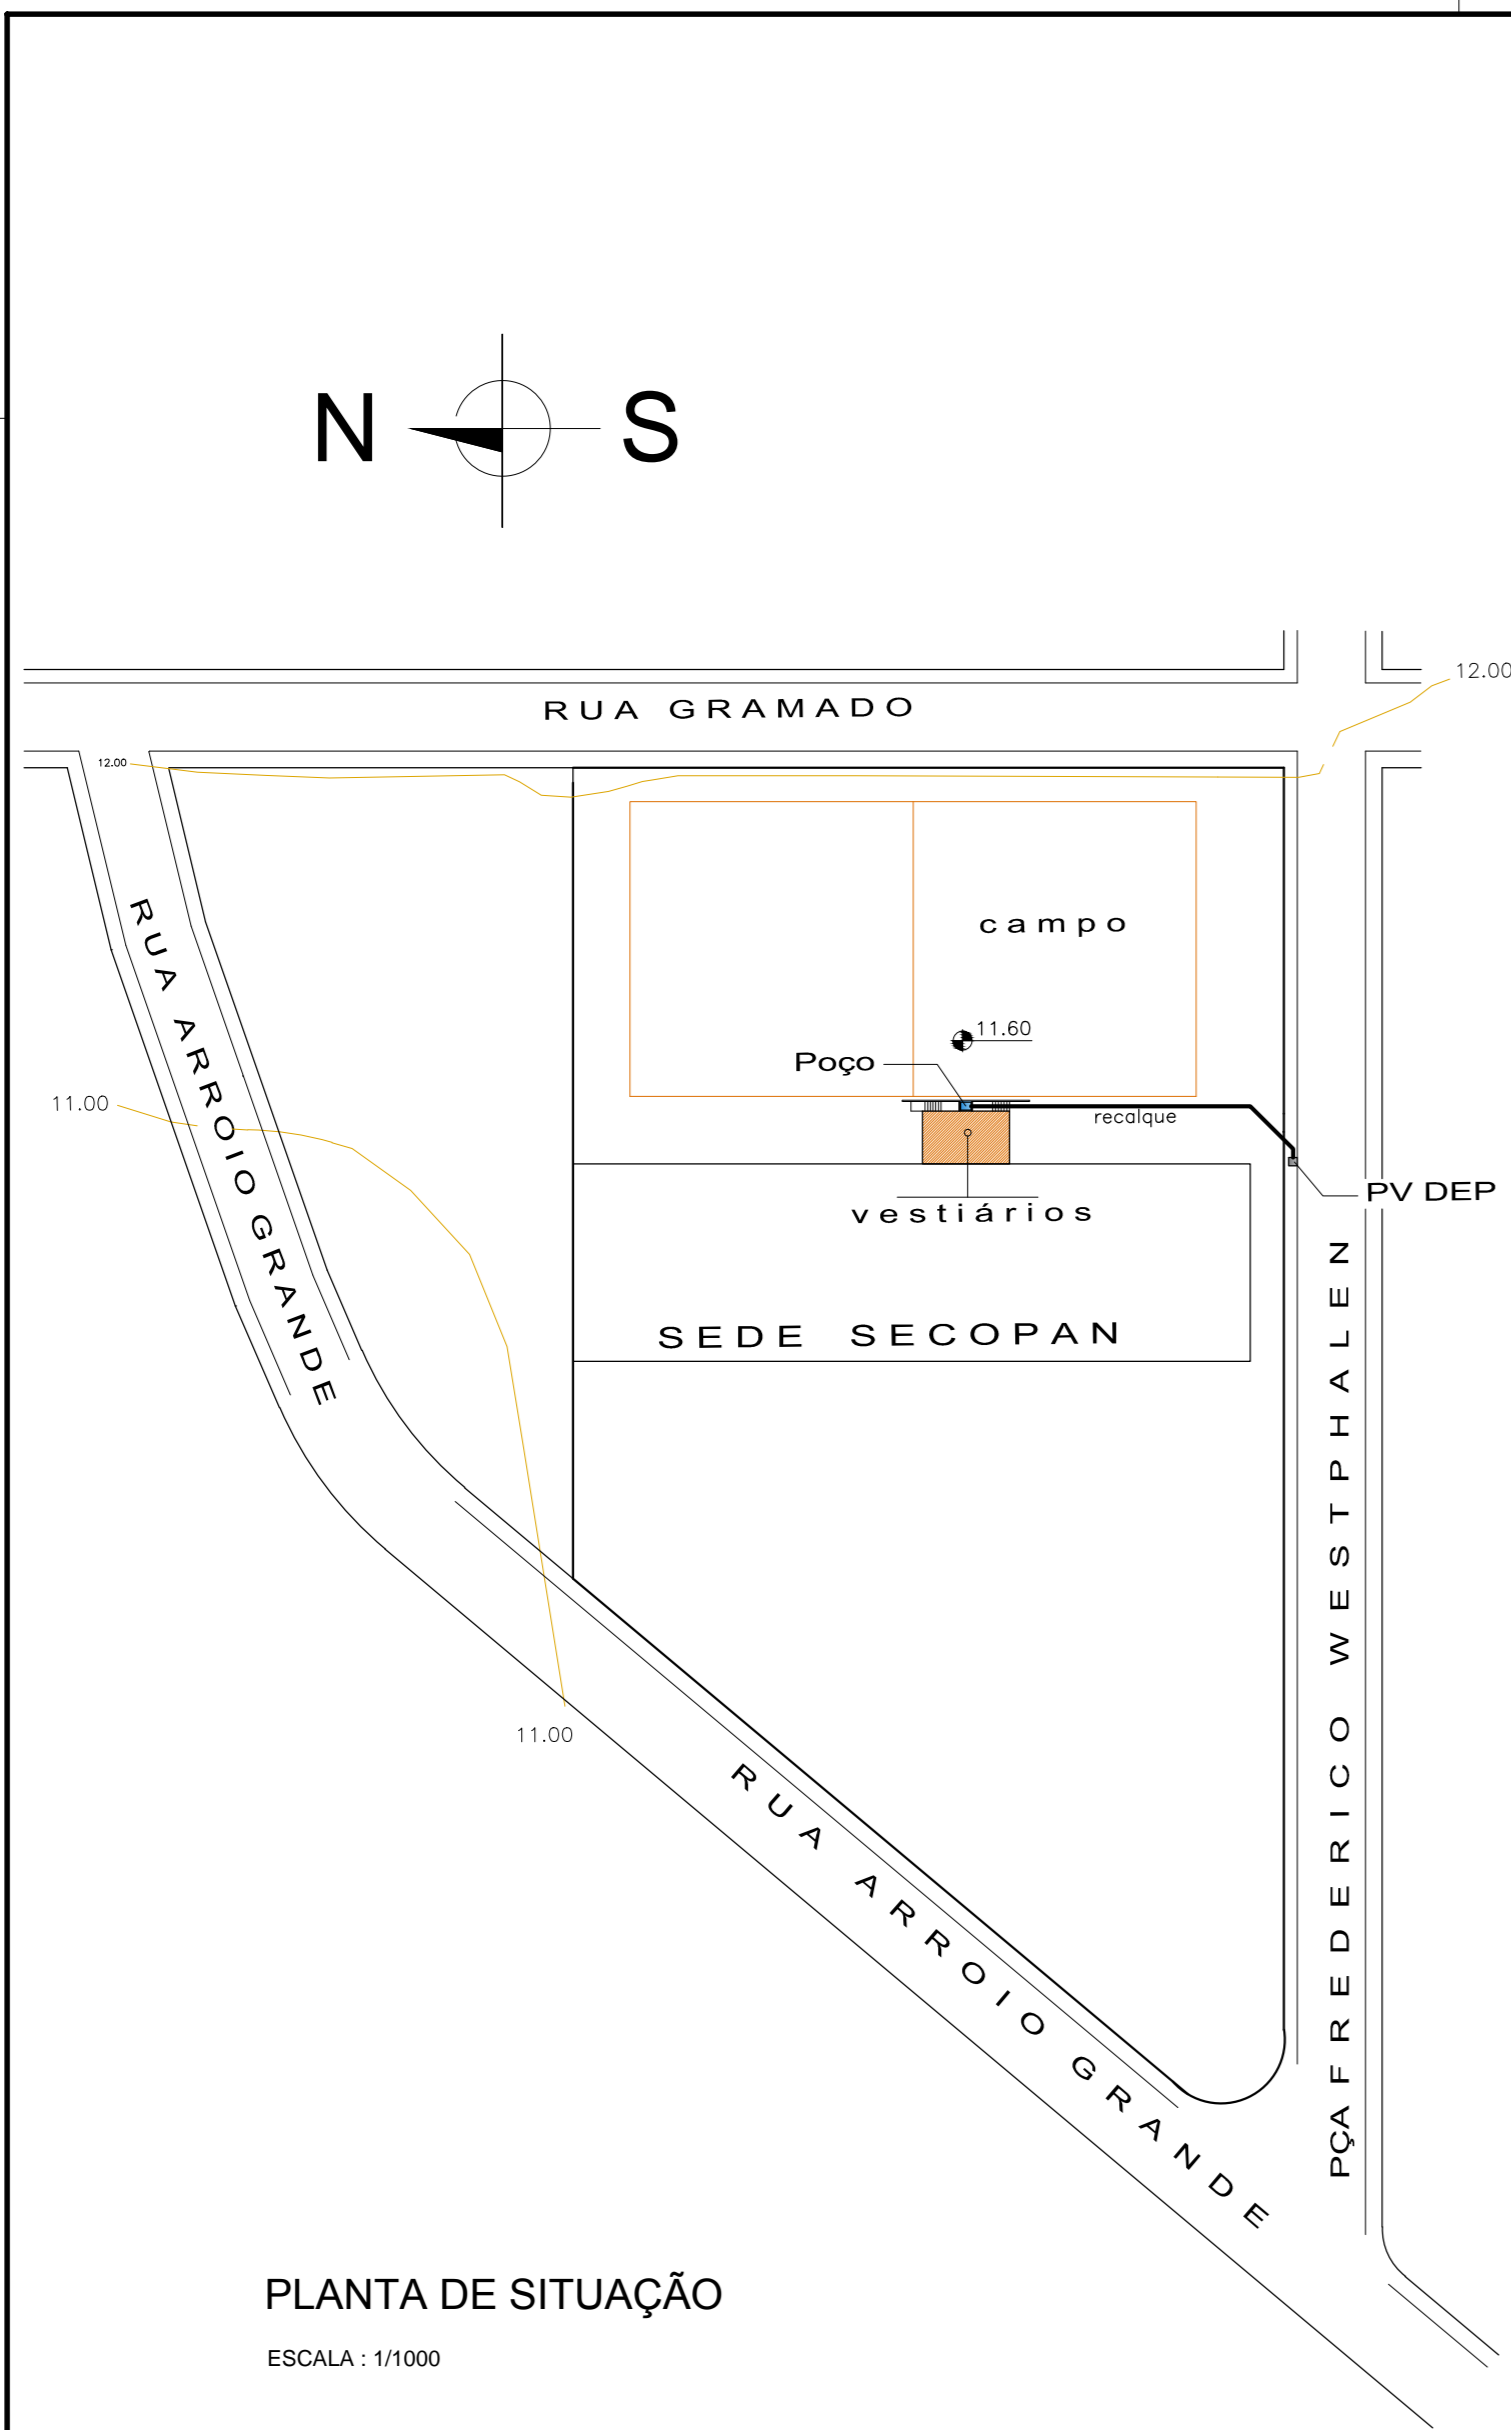 N S
12.00
RUA GRAMADO
12.00
RUA ARROIO GRANDE
campo
11.60
Poço
11.00
recalque
PV DEP
vestiários
SEDE SECOPAN
PÇA FREDERICO WESTPHALEN
11.00
RUA ARROIO GRANDE
PLANTA DE SITUAÇÃO
ESCALA : 1/1000